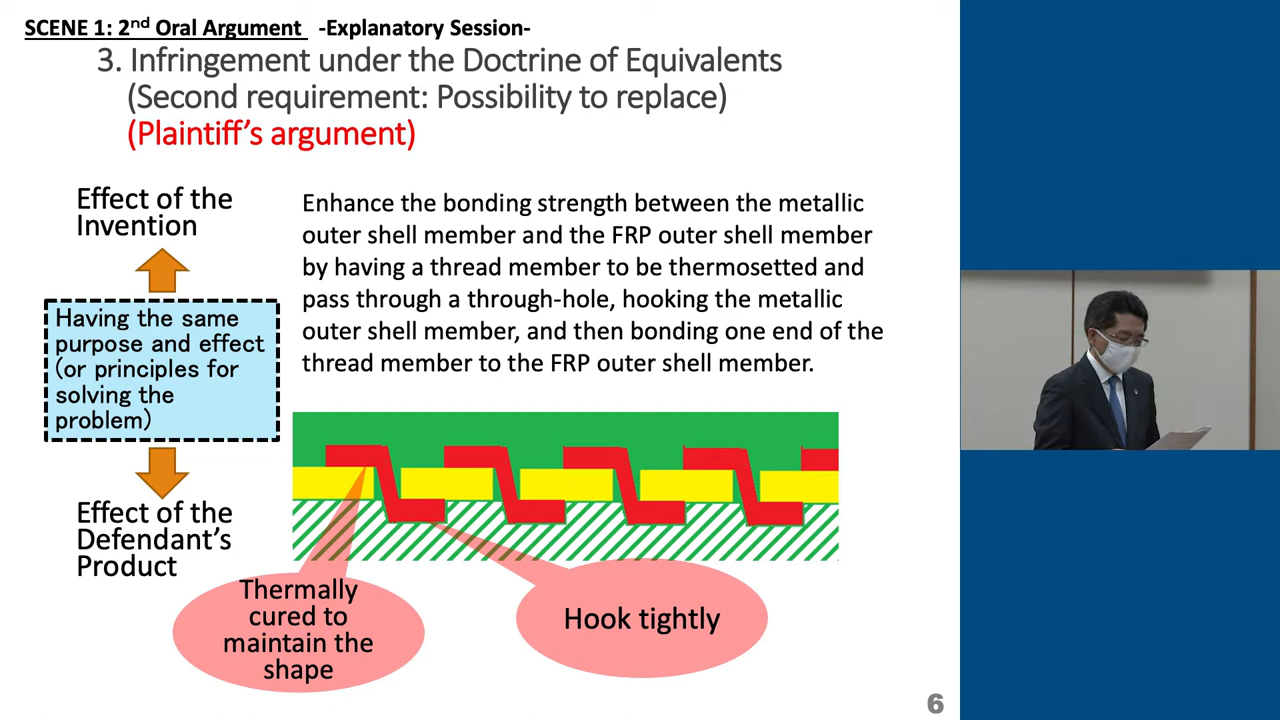 SCENE 1: 2nd Oral Argument -Explanatory Session-
3. Infringement under the Doctrine of Equivalents
(Second requirement: Possibility to replace)
(Plaintiff's argument)
Effect of the
Invention
Having the same
purpose and effect
(or principles for
solving the
problem)
Effect of the
Defendant's
Product
Enhance the bonding strength between the metallic
outer shell member and the FRP outer shell member
by having a thread member to be thermosetted and
pass through a through-hole, hooking the metallic
outer shell member, and then bonding one end of the
thread member to the FRP outer shell member.
Thermally
cured to
maintain the
shape
Hook tightly
6